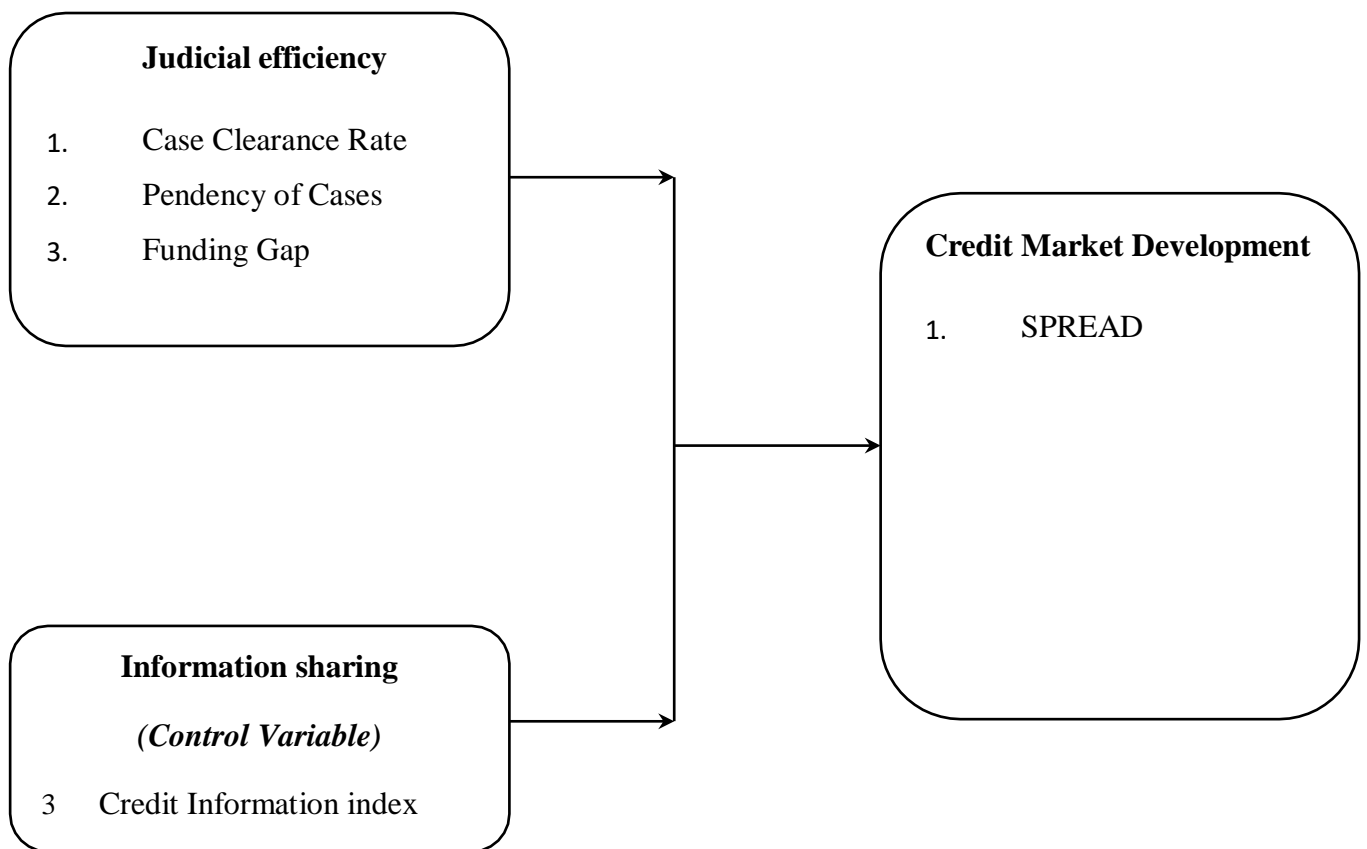 Judicial efficiency
1. Case Clearance Rate
2. Pendency of Cases
3. Funding Gap
Credit Market Development
1. SPREAD
Information sharing
(Control Variable)
3 Credit Information index